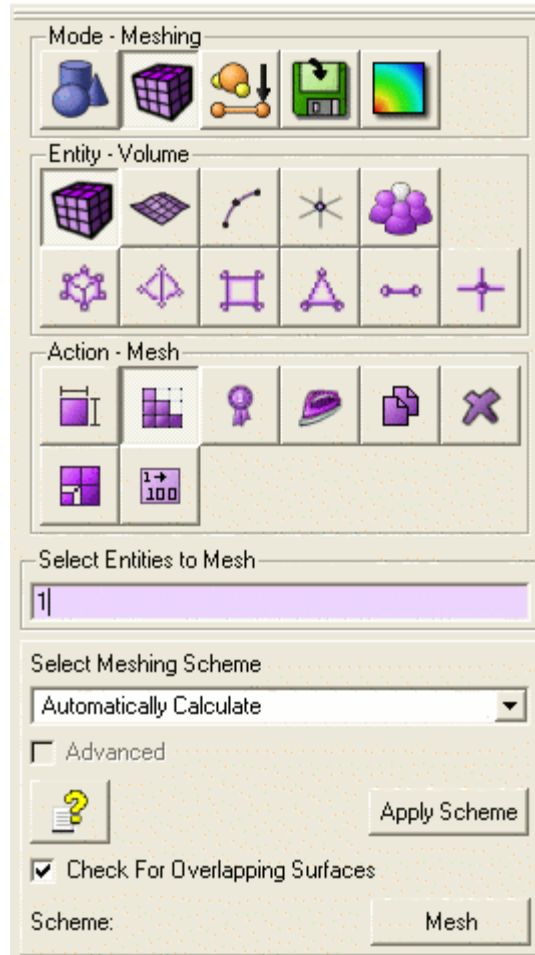 Mode - Meshing
Entity - Volume
Action - Mesh
1
1→
100
Select Entities to Mesh
1
Select Meshing Scheme
Automatically Calculate
Advanced
?
Apply Scheme
Check For Overlapping Surfaces
Scheme:
Mesh